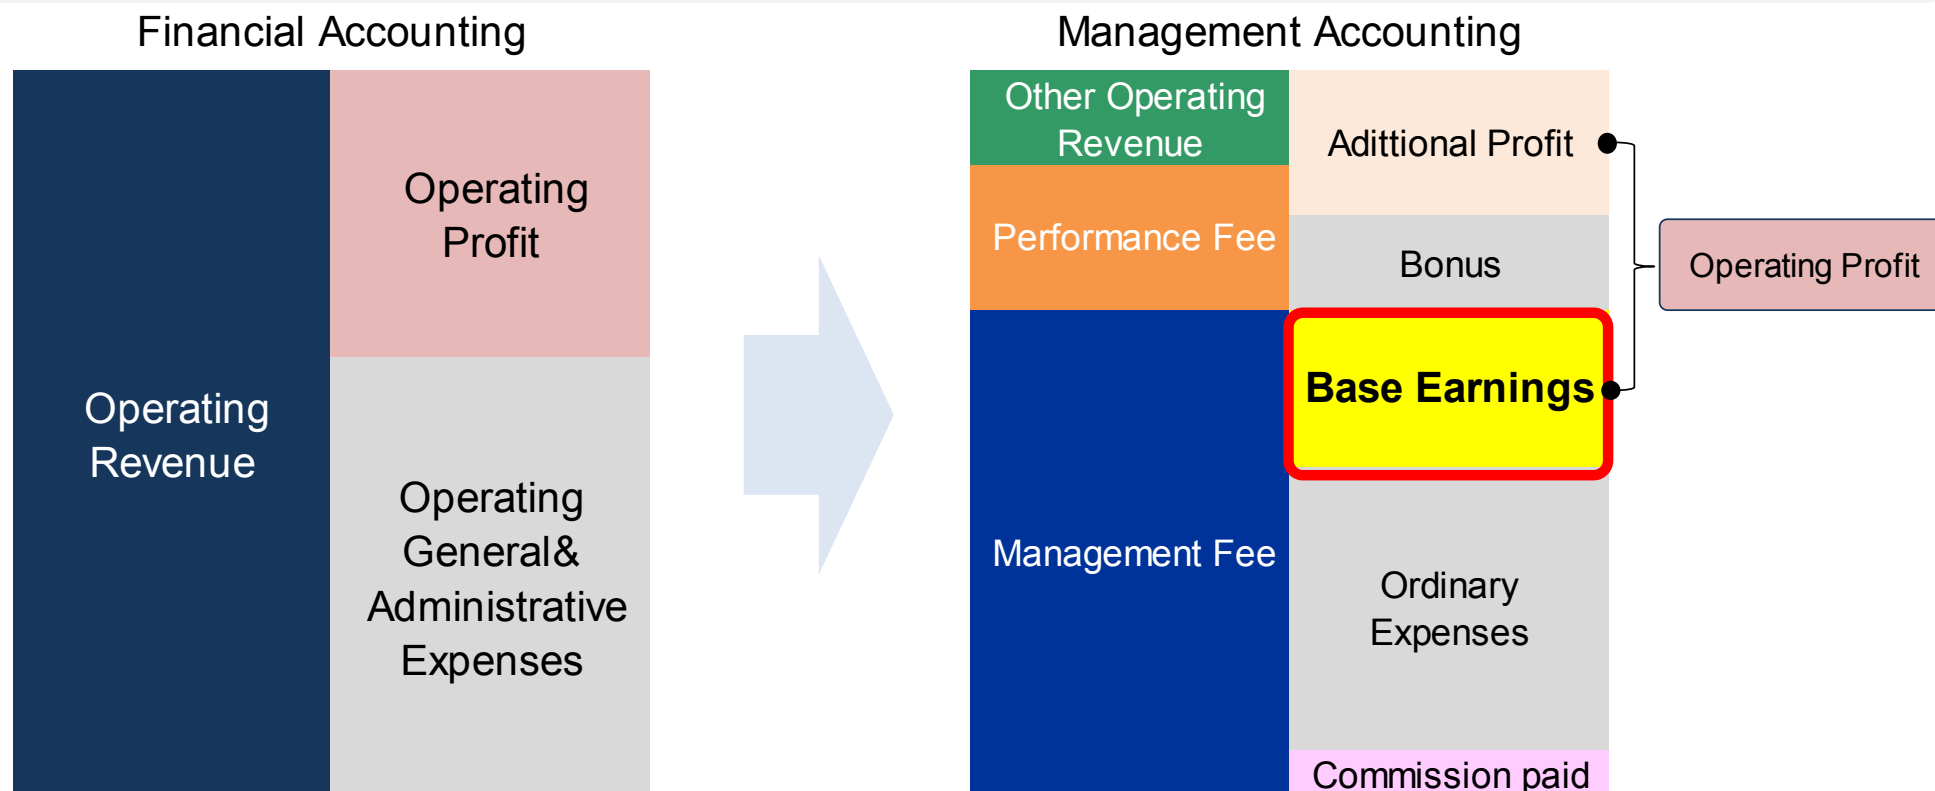 Financial Accounting
Operating
Revenue
Operating
Profit
Operating
General&
Administrative
Expenses
Management Accounting
Other Operating
Revenue
Performance Fee
Management Fee
Adittional Profit
Bonus
Base Earnings
Ordinary
Expenses
Commission paid
Operating Profit